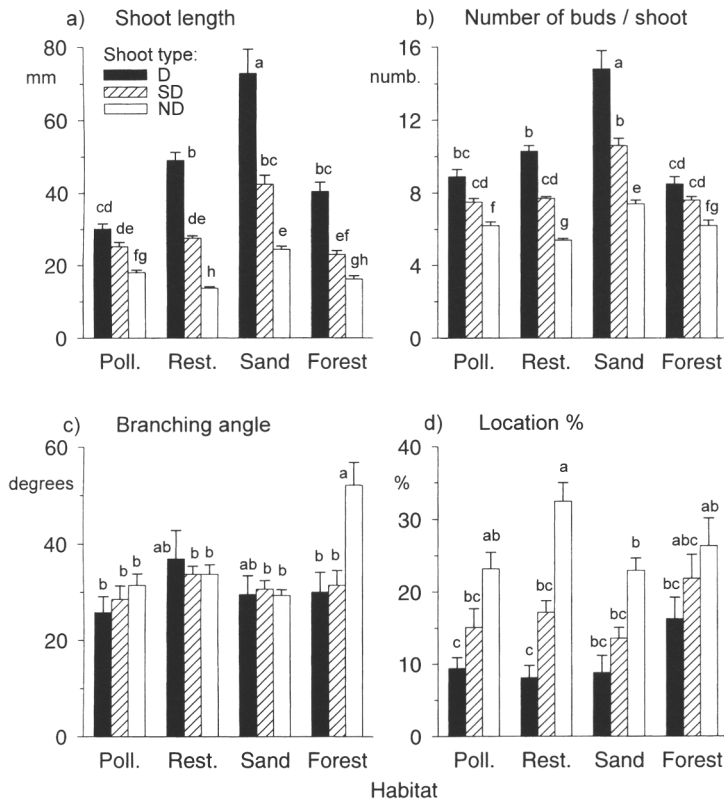 a) Shoot length
80
60
40
20
0
mm
Shoot type:
D
SD
ND
cd
de
fg
b
de
h
a
bc
e
bc
ef
gh
Poll. Rest. Sand Forest
b) Number of buds / shoot
16
12
8
4
0
numb.
bc
cd
f
b
cd
g
a
b
e
cd
cd
fg
Poll. Rest. Sand Forest
c) Branching angle
60
40
20
0
degrees
b
b
b
ab
b
b
ab
b
b
b
b
a
Poll. Rest. Sand Forest
d) Location %
40
30
20
10
0
%
c
bc
ab
c
bc
a
bc
bc
b
bc
abc
ab
Poll. Rest. Sand Forest
Habitat